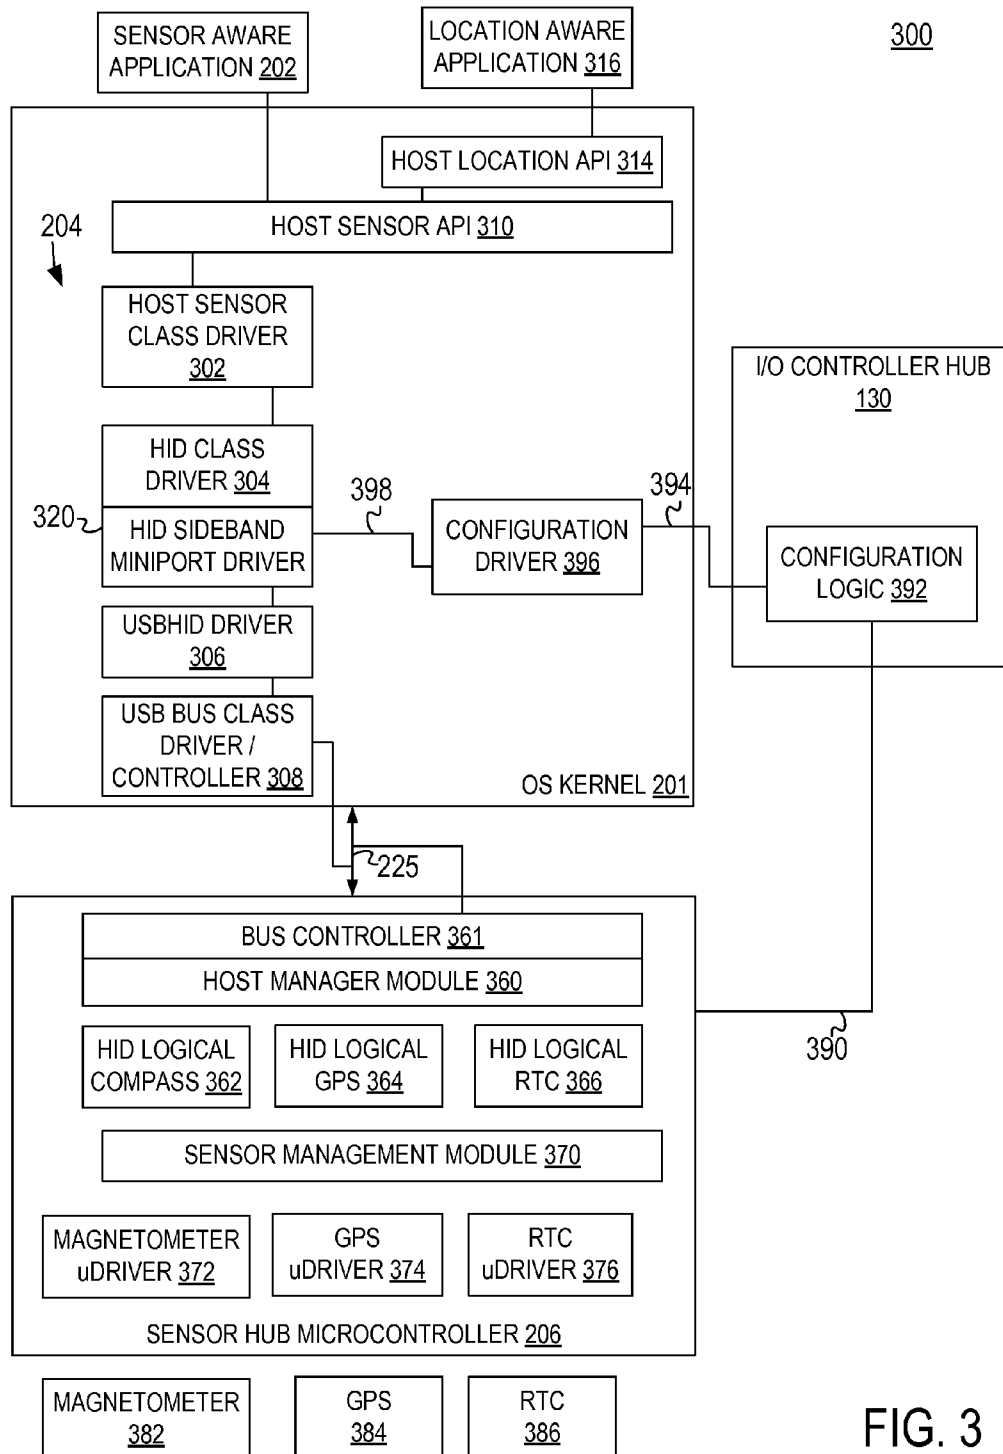 SENSOR AWARE
APPLICATION 202
LOCATION AWARE
APPLICATION 316
300
HOST LOCATION API 314
HOST SENSOR API 310
204
HOST SENSOR
CLASS DRIVER
302
I/O CONTROLLER HUB
130
HID CLASS
DRIVER 304
320
HID SIDEBAND
MINIPORT DRIVER
398
CONFIGURATION
DRIVER 396
394
CONFIGURATION
LOGIC 392
USBHID DRIVER
306
USB BUS CLASS
DRIVER /
CONTROLLER 308
OS KERNEL 201
225
BUS CONTROLLER 361
HOST MANAGER MODULE 360
390
HID LOGICAL
COMPASS 362
HID LOGICAL
GPS 364
HID LOGICAL
RTC 366
SENSOR MANAGEMENT MODULE 370
MAGNETOMETER
uDRIVER 372
GPS
uDRIVER 374
RTC
uDRIVER 376
SENSOR HUB MICROCONTROLLER 206
MAGNETOMETER
382
GPS
384
RTC
386
FIG. 3